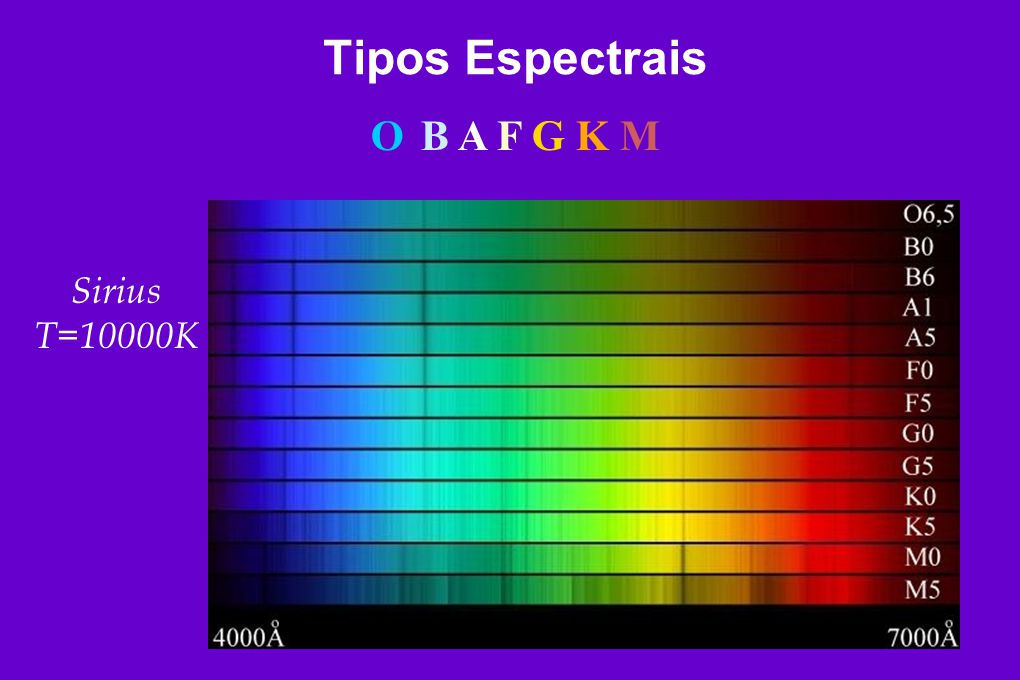 Tipos Espectrais
O B A F G K M
Sirius
T=10000K
O6,5
B0
B6
A1
A5
F0
F5
G0
G5
K0
K5
M0
M5
4000Å 7000Å